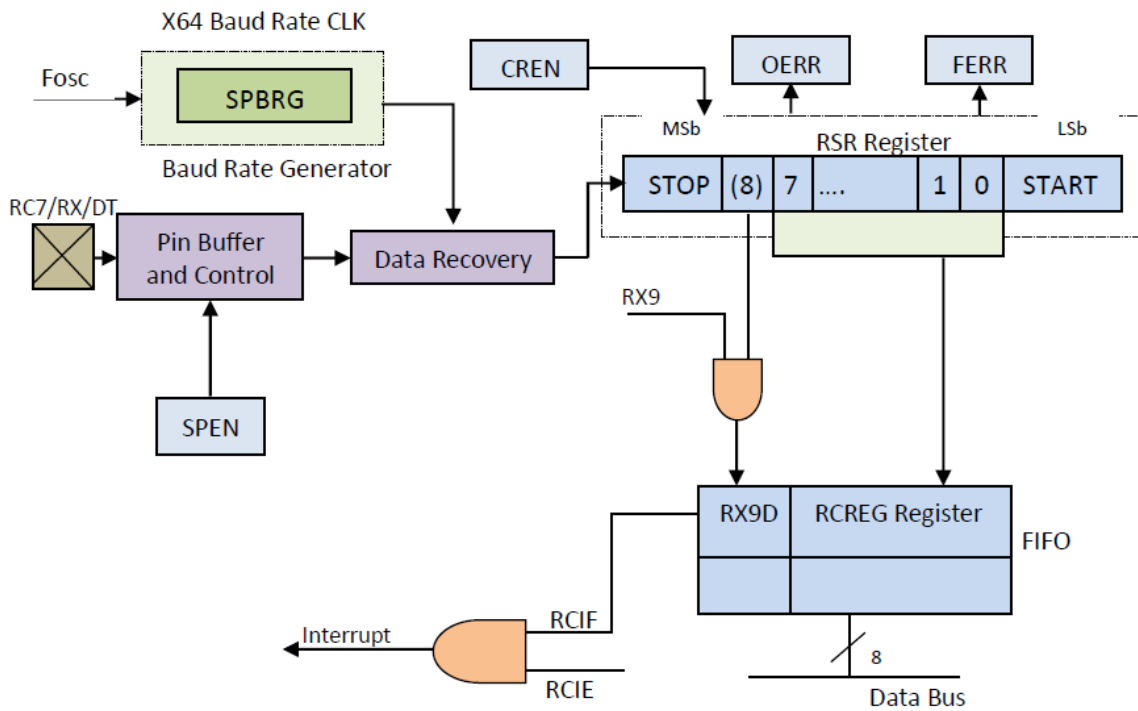 X64 Baud Rate CLK
Fosc
SPBRG
Baud Rate Generator
CREN
OERR
FERR
MSb
LSb
RSR Register
STOP (8) 7 .... 1 0 START
RC7/RX/DT
Pin Buffer
and Control
Data Recovery
SPEN
RX9
RX9D RCREG Register
FIFO
RCIF
Interrupt
RCIE
8
Data Bus